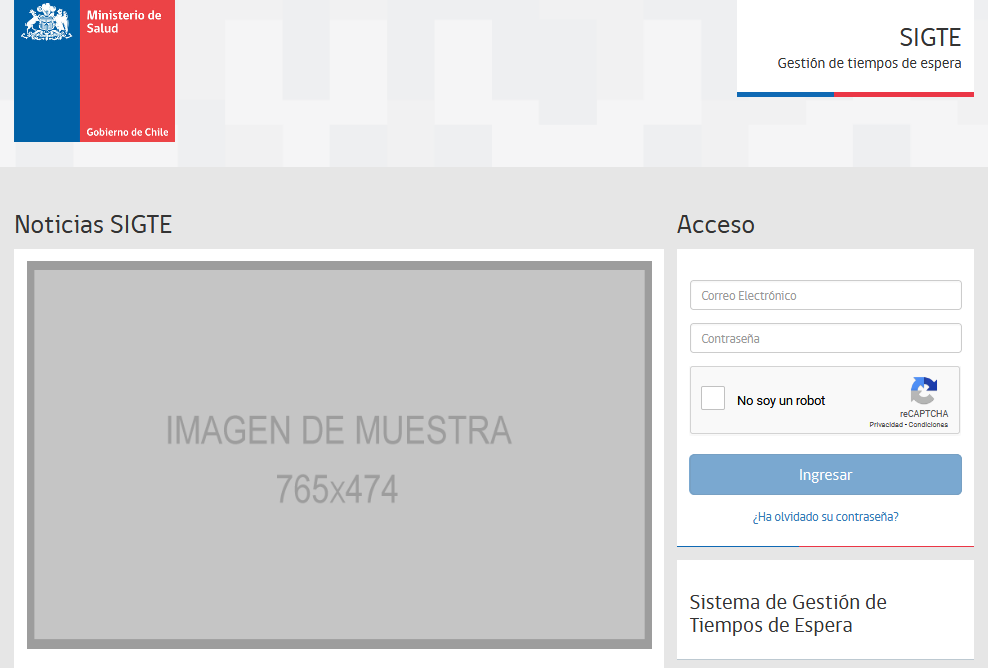 Ministerio de
Salud
Gobierno de Chile
SIGTE
Gestión de tiempos de espera
Noticias SIGTE
IMAGEN DE MUESTRA
765x474
Acceso
Correo Electrónico
Contraseña
No soy un robot
reCAPTCHA
Privacidad - Condiciones
Ingresar
¿Ha olvidado su contraseña?
Sistema de Gestión de
Tiempos de Espera